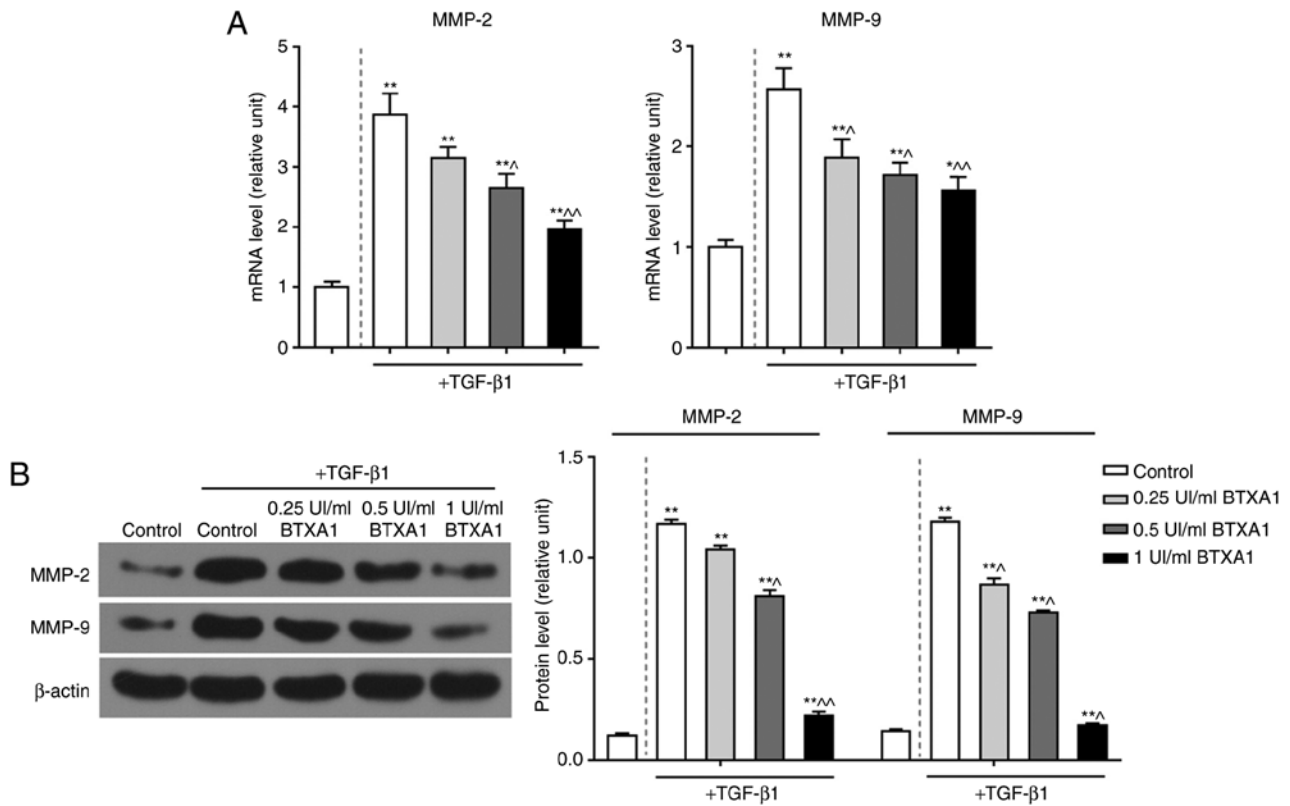 A
MMP-2
mRNA level (relative unit)
5
4
3
2
1
0
**
**
**^
**^^
+TGF-β1
MMP-9
mRNA level (relative unit)
3
2
1
0
**
**^
**^
*^^
+TGF-β1
B
+TGF-β1
Control
Control
0.25 UI/ml
BTXA1
0.5 UI/ml
BTXA1
1 UI/ml
BTXA1
MMP-2
MMP-9
β-actin
MMP-2
MMP-9
Protein level (relative unit)
1.5
1.0
0.5
0.0
**
**
**^
**^^
**
**^
**^
**^
+TGF-β1
+TGF-β1
Control
0.25 UI/ml BTXA1
0.5 UI/ml BTXA1
1 UI/ml BTXA1